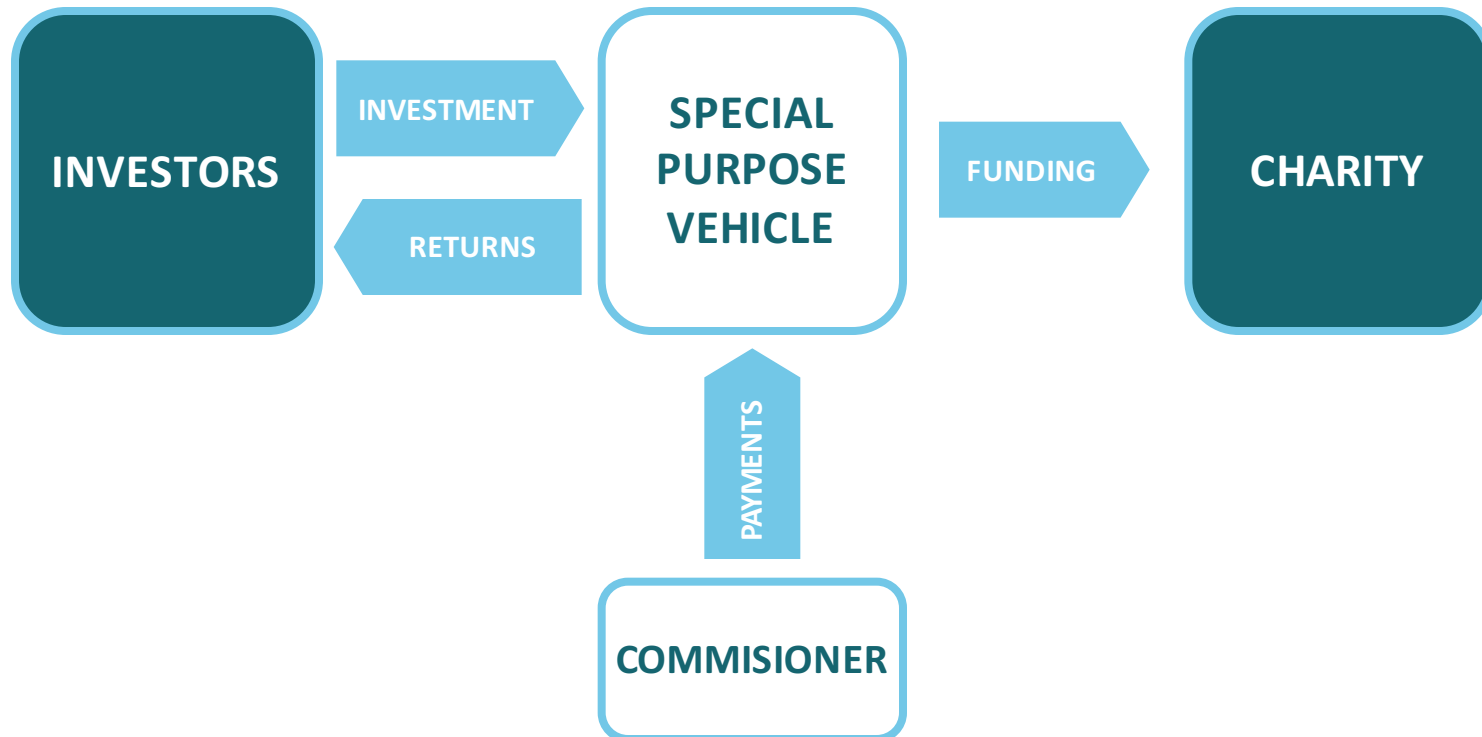 INVESTORS
INVESTMENT
RETURNS
SPECIAL
PURPOSE
VEHICLE
FUNDING
CHARITY
PAYMENTS
COMMISIONER